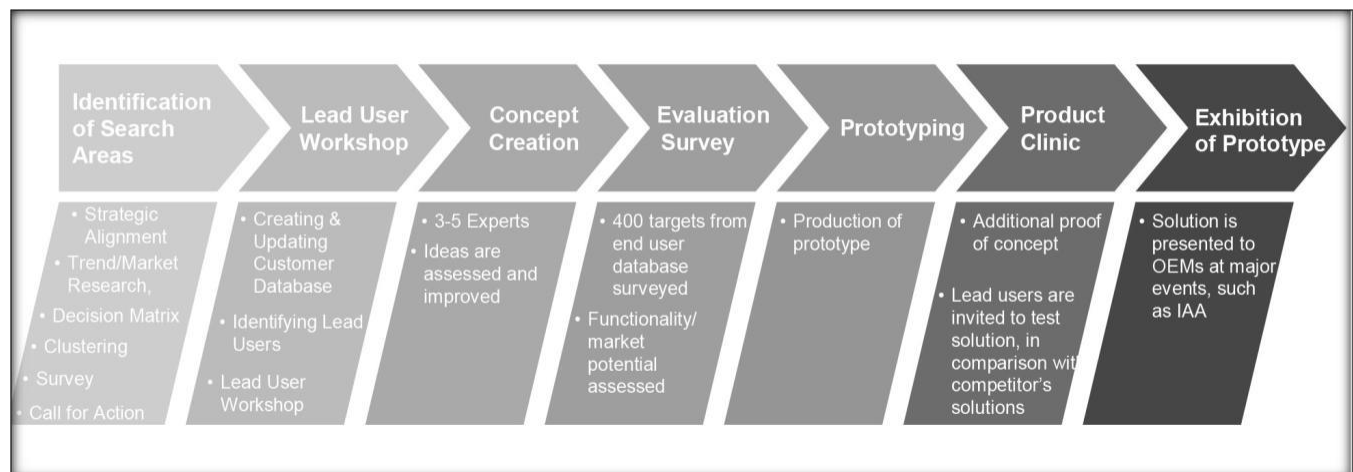 Identification
of Search
Areas
Lead User
Workshop
Concept
Creation
Evaluation
Survey
Prototyping
Product
Clinic
Exhibition
of Prototype
• Strategic
Alignment
• Trend/Market
Research,
• Decision Matrix
• Clustering
• Survey
• Call for Action
• Creating &
Updating
Customer
Database
• Identifying Lead
Users
• Lead User
Workshop
• 3-5 Experts
• Ideas are
assessed and
improved
• 400 targets from
end user
database
surveyed
• Functionality/
market
potential
assessed
• Production of
prototype
• Additional proof
of concept
• Lead users are
invited to test
solution, in
comparison with
competitor's
solutions
• Solution is
presented to
OEMs at major
events, such
as IAA